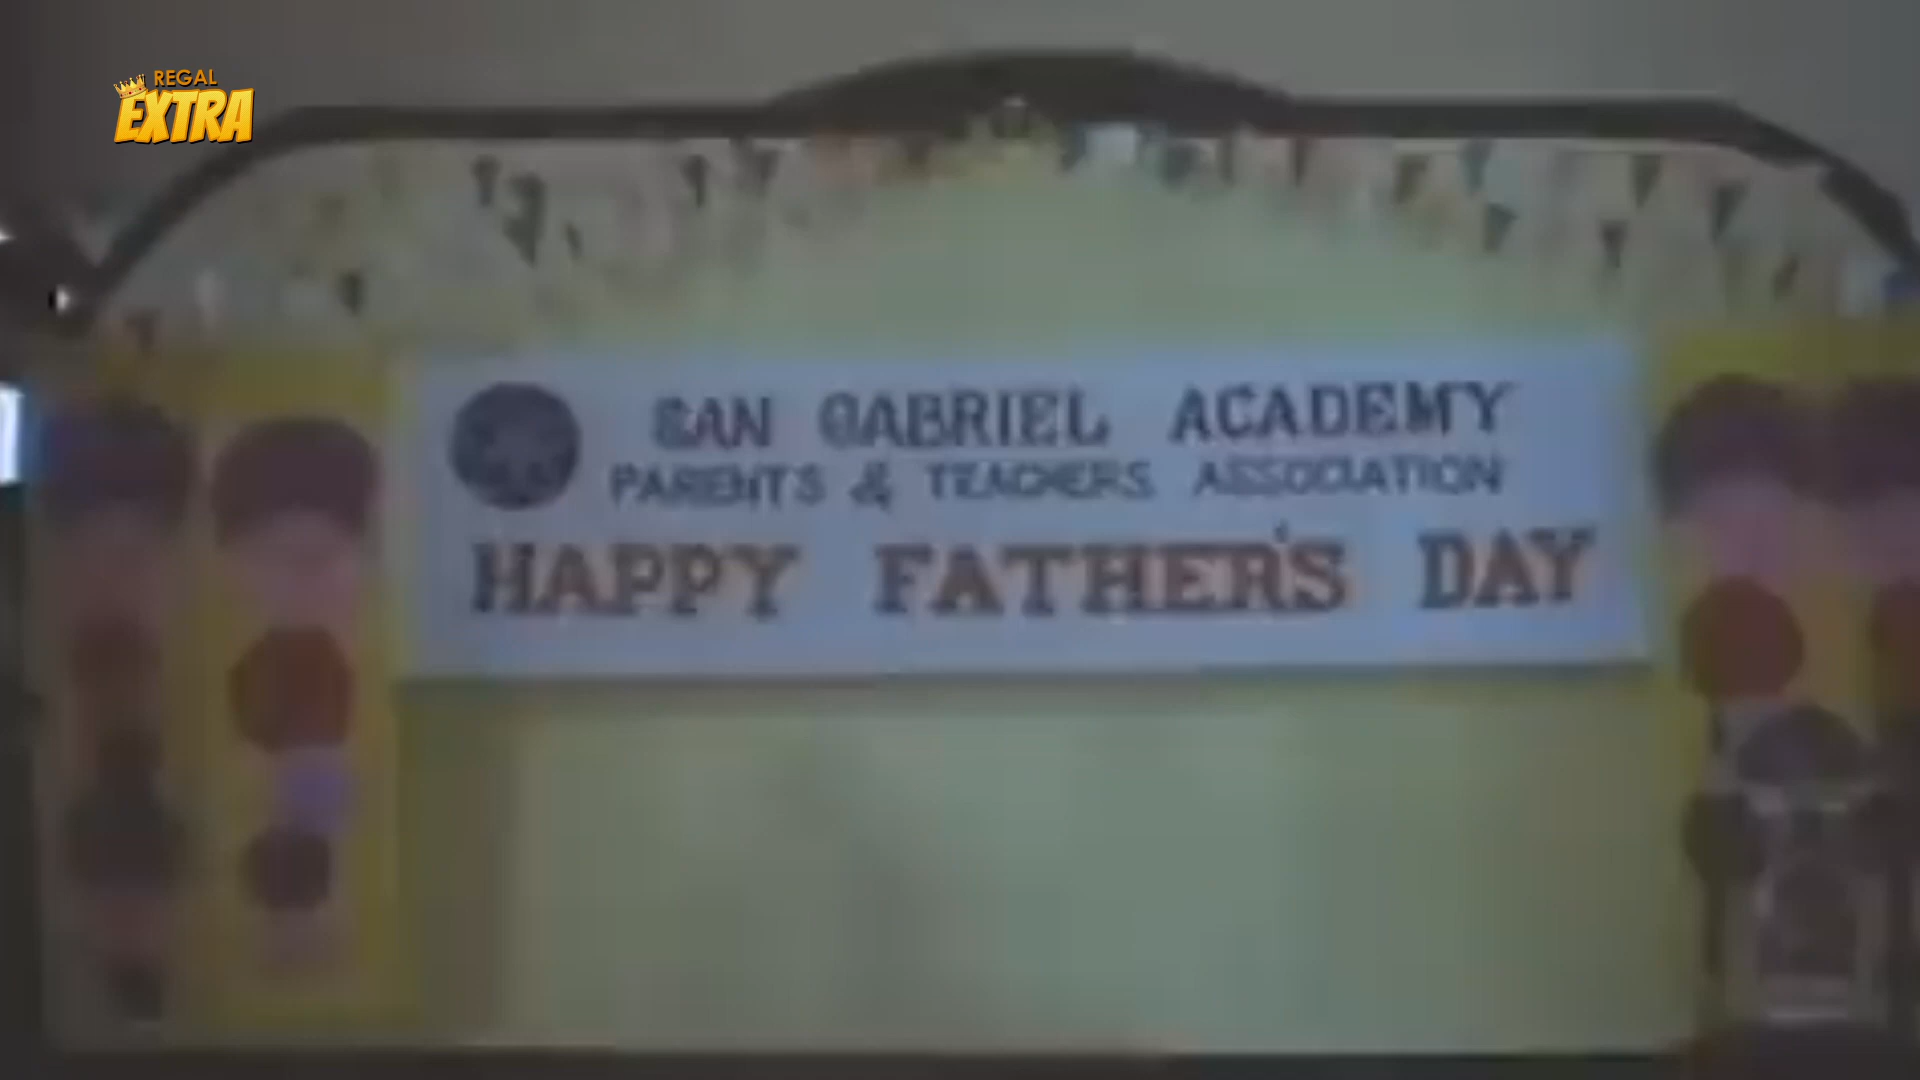 REGAL
EXTRA
SAN GABRIEL ACADEMY
PARENTS & TEACHERS ASSOCIATION
HAPPY FATHER'S DAY